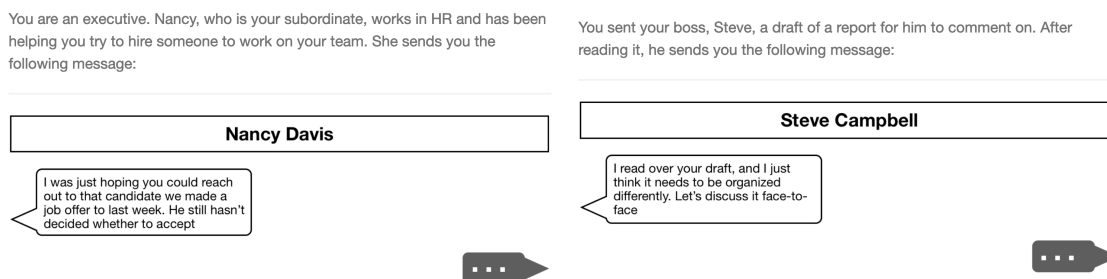 You are an executive. Nancy, who is your subordinate, works in HR and has been
helping you try to hire someone to work on your team. She sends you the
following message:
Nancy Davis
I was just hoping you could reach
out to that candidate we made a
job offer to last week. He still hasn't
decided whether to accept
You sent your boss, Steve, a draft of a report for him to comment on. After
reading it, he sends you the following message:
Steve Campbell
I read over your draft, and I just
think it needs to be organized
differently. Let's discuss it face-to-
face